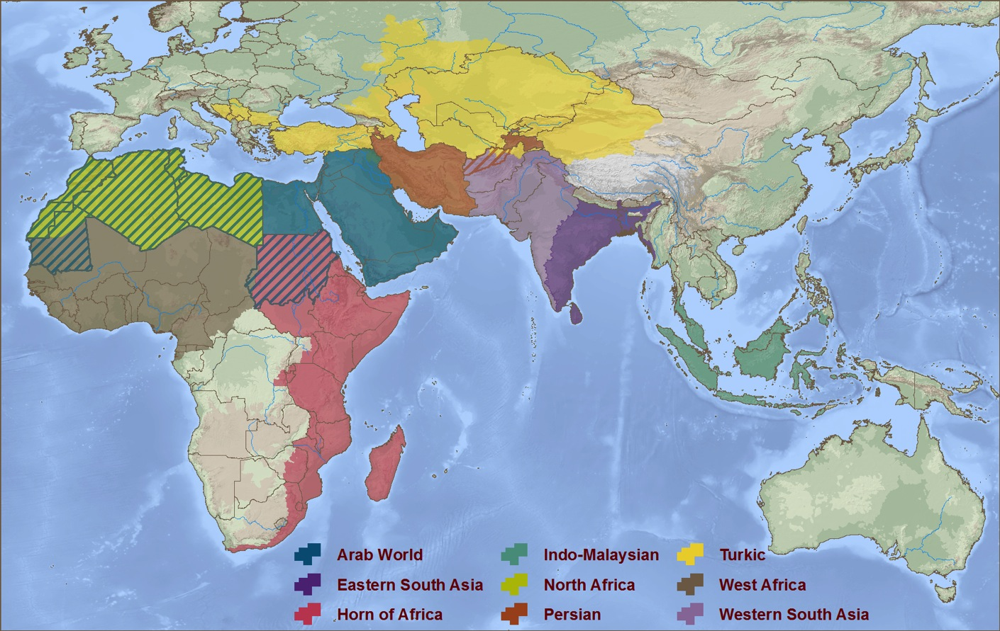 Arab World Indo-Malaysian Turkic
Eastern South Asia North Africa West Africa
Horn of Africa Persian Western South Asia